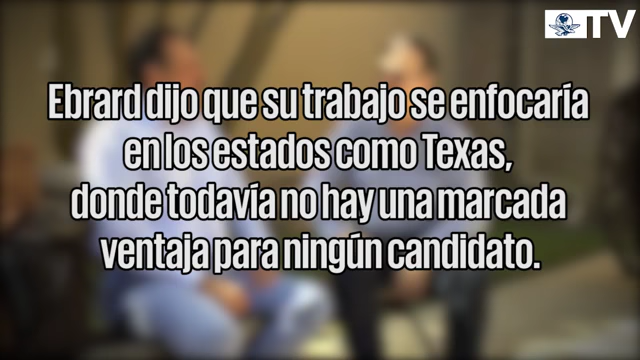 TV
Ebrard dijo que su trabajo se enfocaría
en los estados como Texas,
donde todavía no hay una marcada
ventaja para ningún candidato.